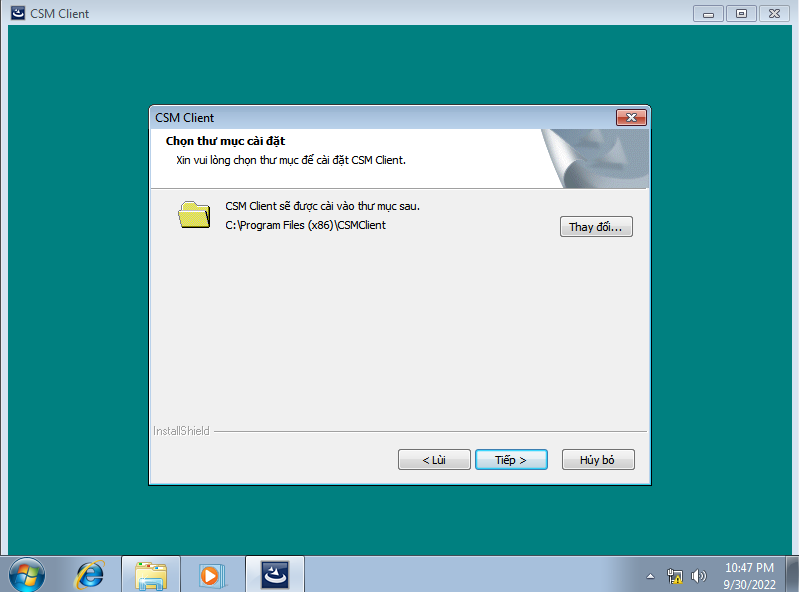 CSM Client
CSM Client
Chọn thư mục cài đặt
Xin vui lòng chọn thư mục để cài đặt CSM Client.
CSM Client sẽ được cài vào thư mục sau.
C:\Program Files (x86)\CSMClient
Thay đổi...
InstallShield
< Lùi
Tiếp >
Hủy bỏ
10:47 PM
9/30/2022